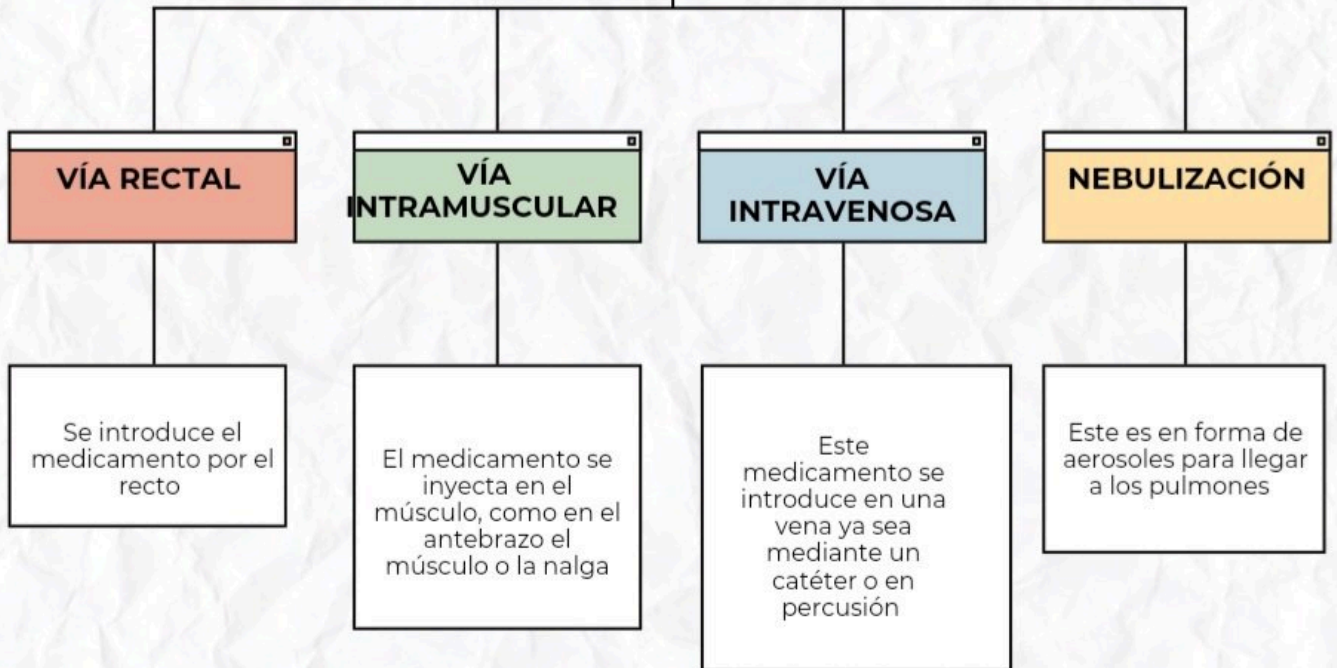 VÍA RECTAL
VÍA
INTRAMUSCULAR
VÍA
INTRAVENOSA
NEBULIZACIÓN
Se introduce el
medicamento por el
recto
El medicamento se
inyecta en el
músculo, como en el
antebrazo el
músculo o la nalga
Este
medicamento se
introduce en una
vena ya sea
mediante un
catéter o en
percusión
Este es en forma de
aerosoles para llegar
a los pulmones